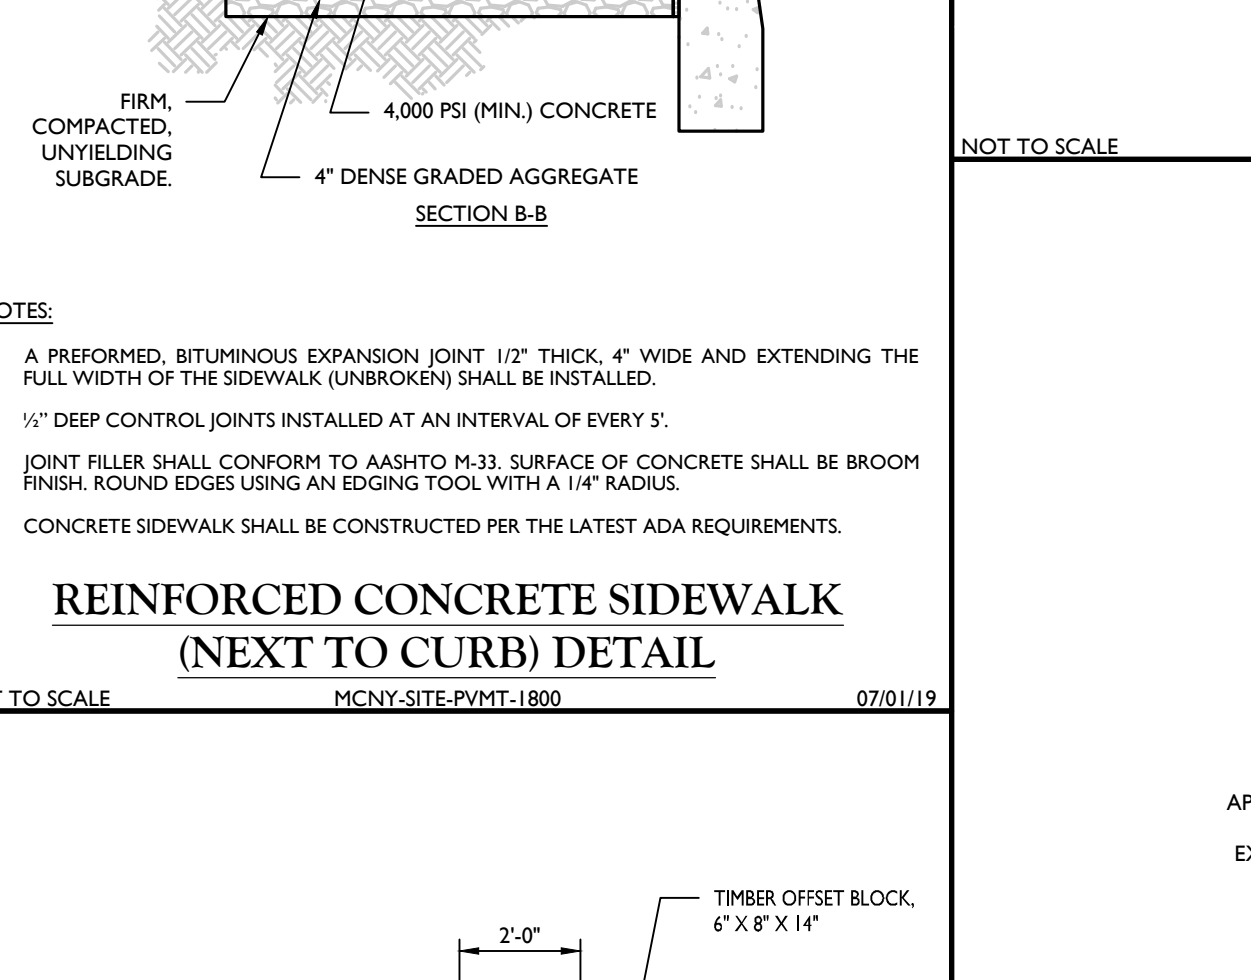 FIRM,
COMPACTED,
UNYIELDING
SUBGRADE.
4,000 PSI (MIN.) CONCRETE
4" DENSE GRADED AGGREGATE
SECTION B-B
NOT TO SCALE
OTES:
A PREFORMED, BITUMINOUS EXPANSION JOINT 1/2" THICK, 4" WIDE AND EXTENDING THE
FULL WIDTH OF THE SIDEWALK (UNBROKEN) SHALL BE INSTALLED.
½” DEEP CONTROL JOINTS INSTALLED AT AN INTERVAL OF EVERY 5'.
JOINT FILLER SHALL CONFORM TO AASHTO M-33. SURFACE OF CONCRETE SHALL BE BROOM
FINISH. ROUND EDGES USING AN EDGING TOOL WITH A 1/4" RADIUS.
CONCRETE SIDEWALK SHALL BE CONSTRUCTED PER THE LATEST ADA REQUIREMENTS.
REINFORCED CONCRETE SIDEWALK
(NEXT TO CURB) DETAIL
TO SCALE MCNY-SITE-PVMT-1800 07/01/19
AP
EX
TIMBER OFFSET BLOCK,
6" X 8" X 14"
2'-0"